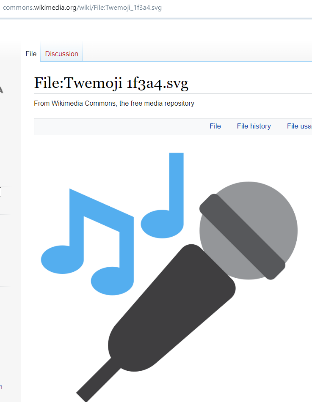 commons.wikimedia.org/wiki/File:Twemoji_1f3a4.svg
File Discussion
File:Twemoji 1f3a4.svg
From Wikimedia Commons, the free media repository
File File history File usa